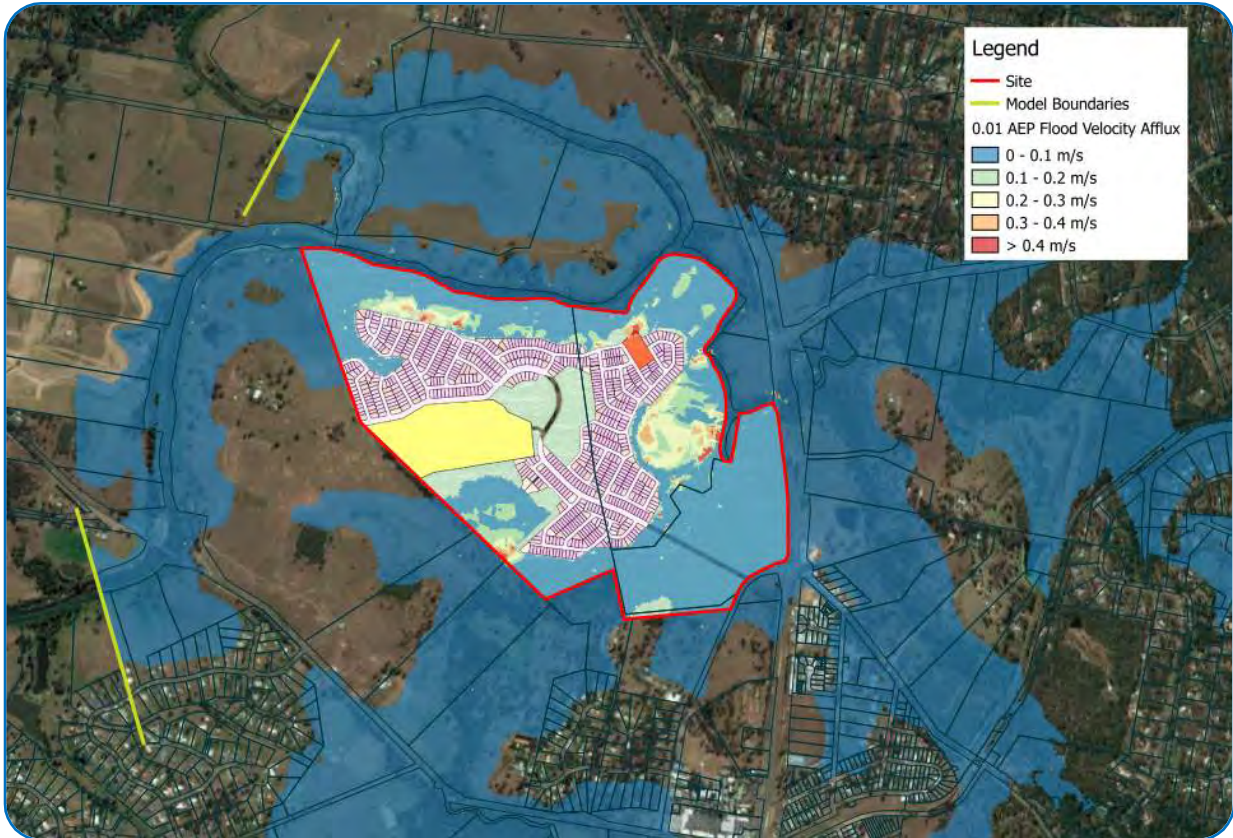 Legend
Site
Model Boundaries
0.01 AEP Flood Velocity Afflux
0 - 0.1 m/s
0.1 - 0.2 m/s
0.2 - 0.3 m/s
0.3 - 0.4 m/s
> 0.4 m/s